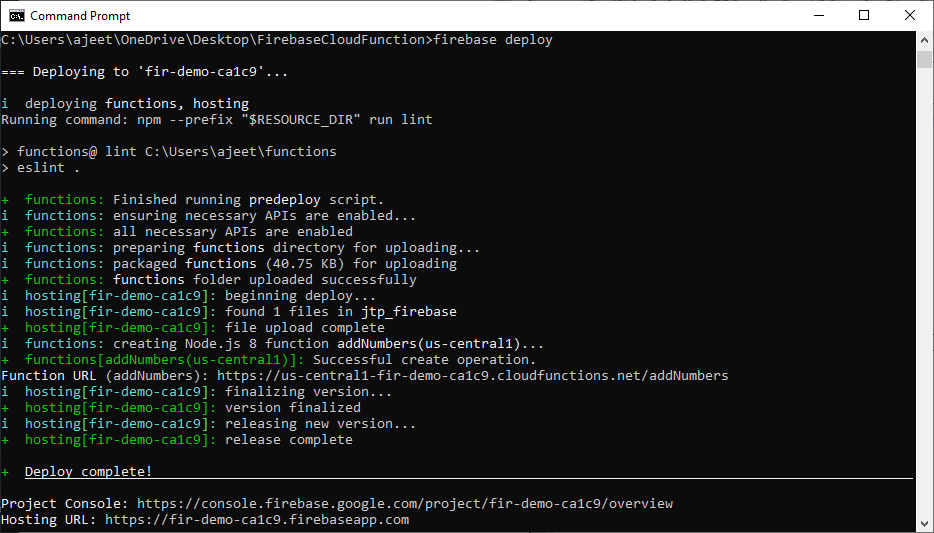 Command Prompt
C:\Users\ajeet\OneDrive\Desktop\FirebaseCloudFunction>firebase deploy
=== Deploying to 'fir-demo-ca1c9'...
i  deploying functions, hosting
Running command: npm --prefix "$RESOURCE_DIR" run lint
> functions@ lint C:\Users\ajeet\functions
> eslint .
+  functions: Finished running predeploy script.
i  functions: ensuring necessary APIs are enabled...
+  functions: all necessary APIs are enabled
i  functions: preparing functions directory for uploading...
i  functions: packaged functions (40.75 KB) for uploading
+  functions: functions folder uploaded successfully
i  hosting[fir-demo-ca1c9]: beginning deploy...
i  hosting[fir-demo-ca1c9]: found 1 files in jtp_firebase
+  hosting[fir-demo-ca1c9]: file upload complete
i  functions: creating Node.js 8 function addNumbers(us-central1)...
+  functions[addNumbers(us-central1)]: Successful create operation.
Function URL (addNumbers): https://us-central1-fir-demo-ca1c9.cloudfunctions.net/addNumbers
i  hosting[fir-demo-ca1c9]: finalizing version...
+  hosting[fir-demo-ca1c9]: version finalized
i  hosting[fir-demo-ca1c9]: releasing new version...
+  hosting[fir-demo-ca1c9]: release complete
+  Deploy complete!
Project Console: https://console.firebase.google.com/project/fir-demo-ca1c9/overview
Hosting URL: https://fir-demo-ca1c9.firebaseapp.com